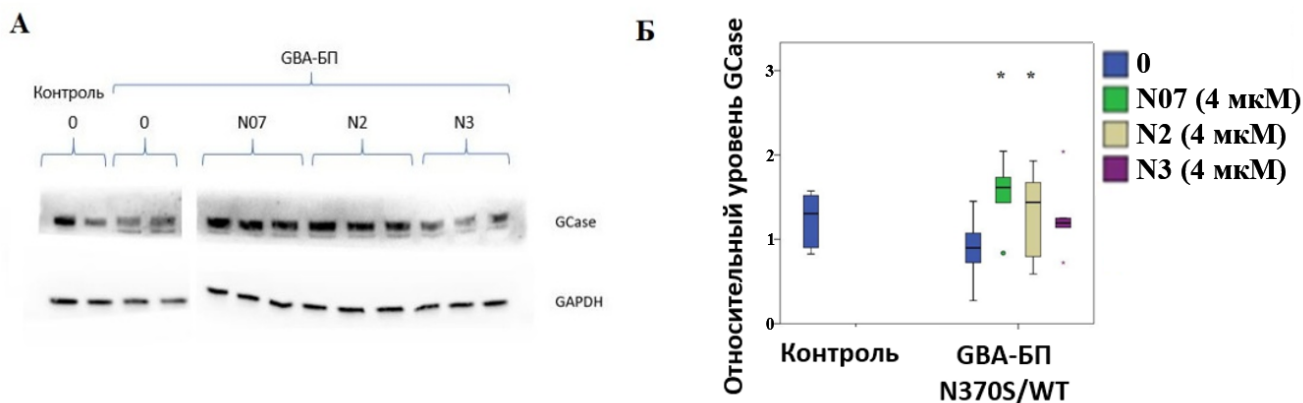 А
GBA-БП
Контроль
0 0 N07 N2 N3
GCase
GAPDH
Б
Относительный уровень GCase
3
2
1
0
* *
Контроль
GBA-БП
N370S/WT
0
N07 (4 мкМ)
N2 (4 мкМ)
N3 (4 мкМ)